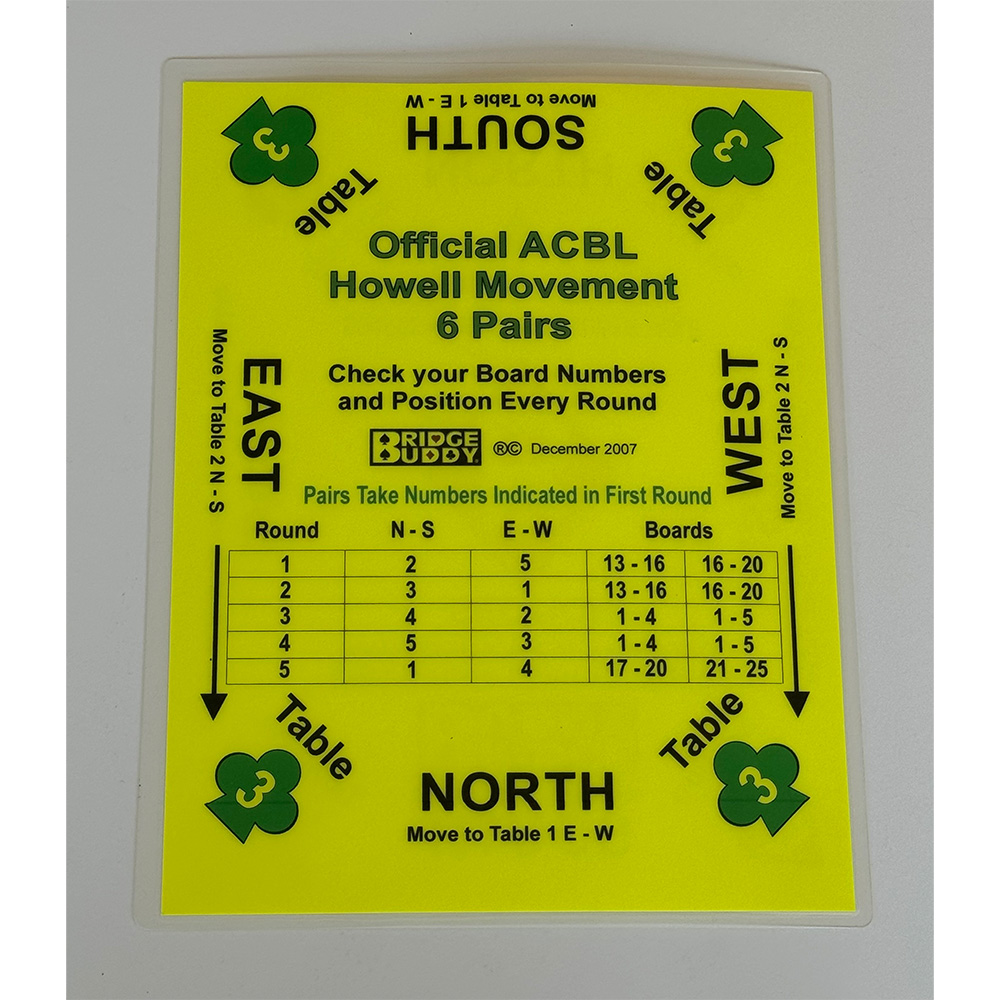 Move to Table 1 E - W
SOUTH
3
Table
3
Table
Official ACBL
Howell Movement
6 Pairs
Check your Board Numbers
and Position Every Round
BRIDGE
BUDDY
®© December 2007
EAST
Move to Table 2 N - S
WEST
Move to Table 2 N - S
Pairs Take Numbers Indicated in First Round
Round N - S E - W Boards
1 2 5 13 - 16 16 - 20
2 3 1 13 - 16 16 - 20
3 4 2 1 - 4 1 - 5
4 5 3 1 - 4 1 - 5
5 1 4 17 - 20 21 - 25
Table
3
Table
3
NORTH
Move to Table 1 E - W